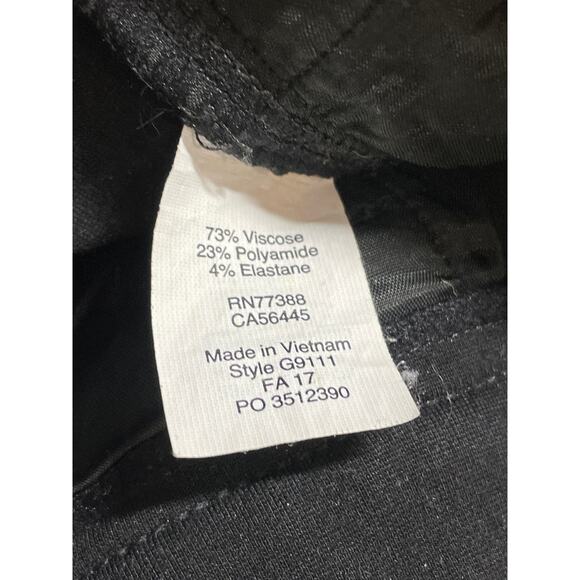 73% Viscose
23% Polyamide
4% Elastane
RN77388
CA56445
Made in Vietnam
Style G9111
FA 17
PO 3512390